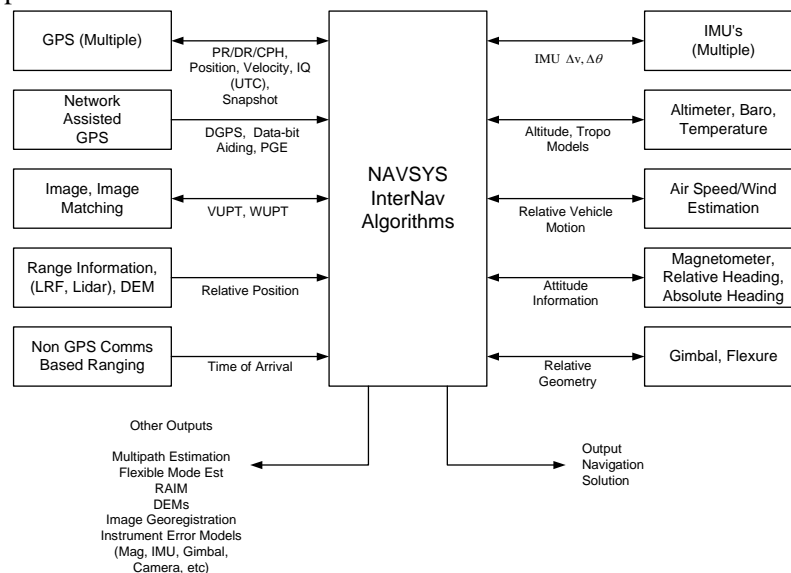 GPS (Multiple)
PR/DR/CPH,
Position, Velocity, IQ
(UTC),
Snapshot
Network
Assisted
GPS
DGPS, Data-bit
Aiding, PGE
Image, Image
Matching
VUPT, WUPT
Range Information,
(LRF, Lidar), DEM
Relative Position
Non GPS Comms
Based Ranging
Time of Arrival
NAVSYS
InterNav
Algorithms
IMU Δv, Δθ
IMU's
(Multiple)
Altitude, Tropo
Models
Altimeter, Baro,
Temperature
Relative Vehicle
Motion
Air Speed/Wind
Estimation
Attitude
Information
Magnetometer,
Relative Heading,
Absolute Heading
Relative
Geometry
Gimbal, Flexure
Other Outputs
Multipath Estimation
Flexible Mode Est
RAIM
DEMs
Image Georegistration
Instrument Error Models
(Mag, IMU, Gimbal,
Camera, etc)
Output
Navigation
Solution